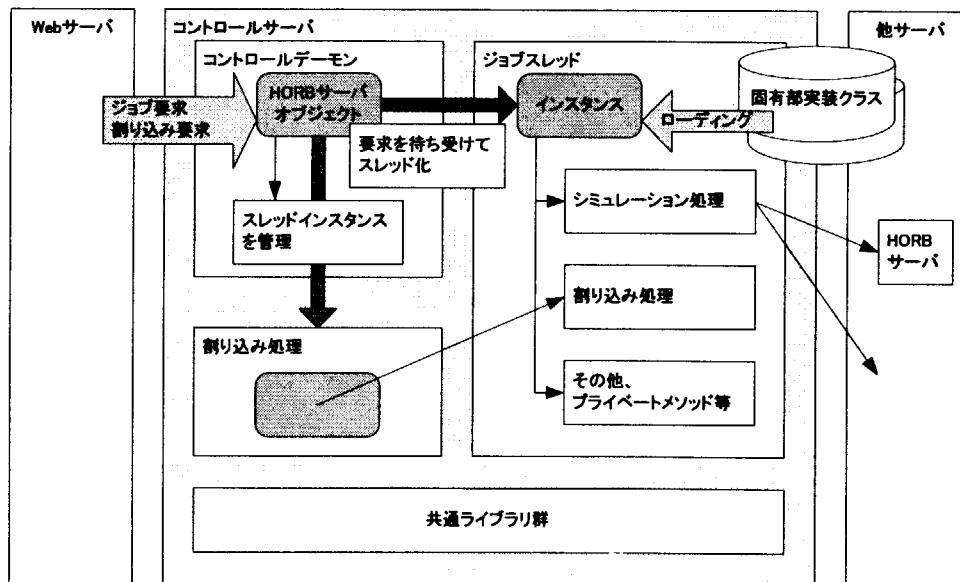 Webサーバ
コントロールサーバ
他サーバ
コントロールデーモン
ジョブスレッド
HORBサーバ
オブジェクト
インスタンス
固有部実装クラス
ジョブ要求
割り込み要求
ローディング
要求を待ち受けて
スレッド化
シミュレーション処理
スレッドインスタンス
を管理
HORB
サーバ
割り込み処理
割り込み処理
その他、
プライベートメソッド等
共通ライブラリ群